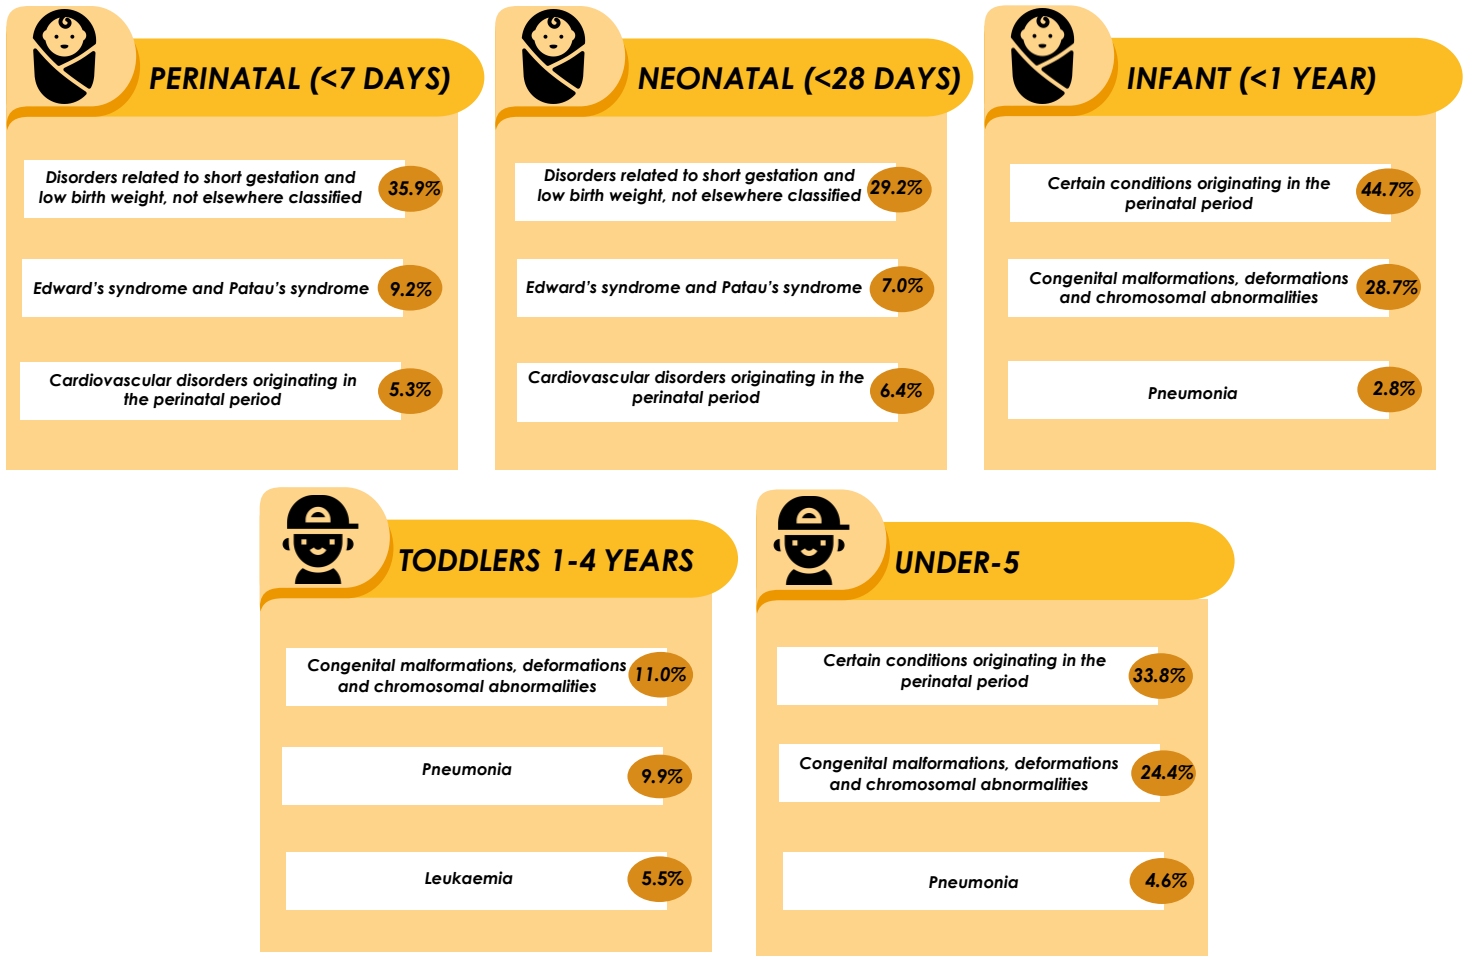 PERINATAL (<7 DAYS)
Disorders related to short gestation and
low birth weight, not elsewhere classified
35.9%
Edward's syndrome and Patau's syndrome
9.2%
Cardiovascular disorders originating in
the perinatal period
5.3%
NEONATAL (<28 DAYS)
Disorders related to short gestation and
low birth weight, not elsewhere classified
29.2%
Edward's syndrome and Patau's syndrome
7.0%
Cardiovascular disorders originating in the
perinatal period
6.4%
INFANT (<1 YEAR)
Certain conditions originating in the
perinatal period
44.7%
Congenital malformations, deformations
and chromosomal abnormalities
28.7%
Pneumonia
2.8%
TODDLERS 1-4 YEARS
Congenital malformations, deformations
and chromosomal abnormalities
11.0%
Pneumonia
9.9%
Leukaemia
5.5%
UNDER-5
Certain conditions originating in the
perinatal period
33.8%
Congenital malformations, deformations
and chromosomal abnormalities
24.4%
Pneumonia
4.6%